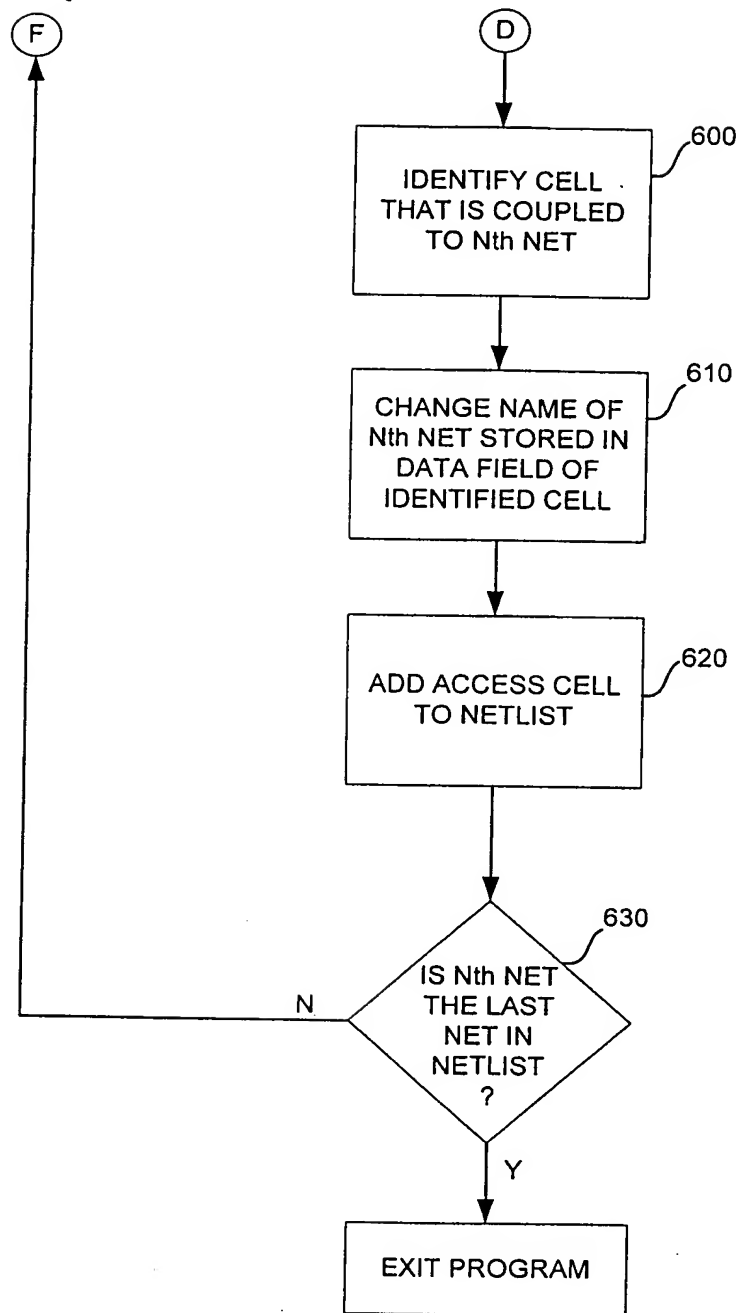 F
D
600
IDENTIFY CELL
THAT IS COUPLED
TO Nth NET
610
CHANGE NAME OF
Nth NET STORED IN
DATA FIELD OF
IDENTIFIED CELL
620
ADD ACCESS CELL
TO NETLIST
630
IS Nth NET
THE LAST
NET IN
NETLIST
?
N
Y
EXIT PROGRAM